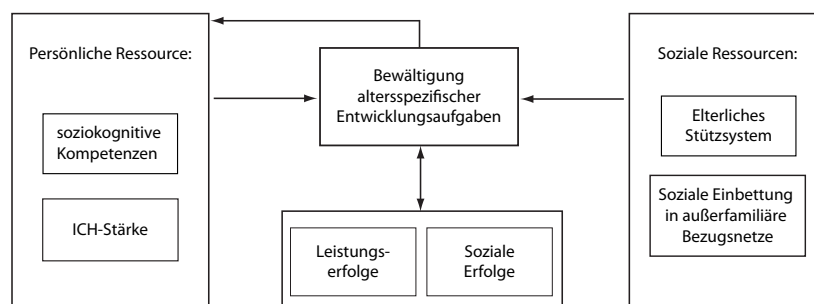 Persönliche Ressource:
soziokognitive
Kompetenzen
ICH-Stärke
Bewältigung
altersspezifischer
Entwicklungsaufgaben
Leistungs-
erfolge
Soziale
Erfolge
Soziale Ressourcen:
Elterliches
Stützsystem
Soziale Einbettung
in außerfamiliäre
Bezugsnetze